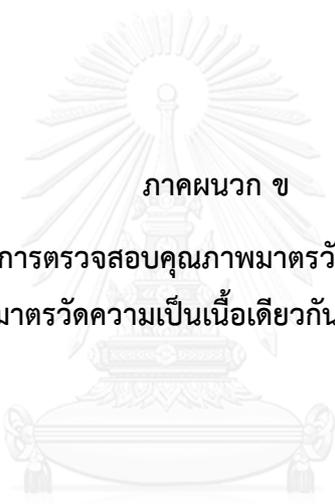 ภาคผนวก ข
การตรวจสอบคุณภาพมาตรวั
มาตรวัดความเป็นเนื้อเดียวกัน